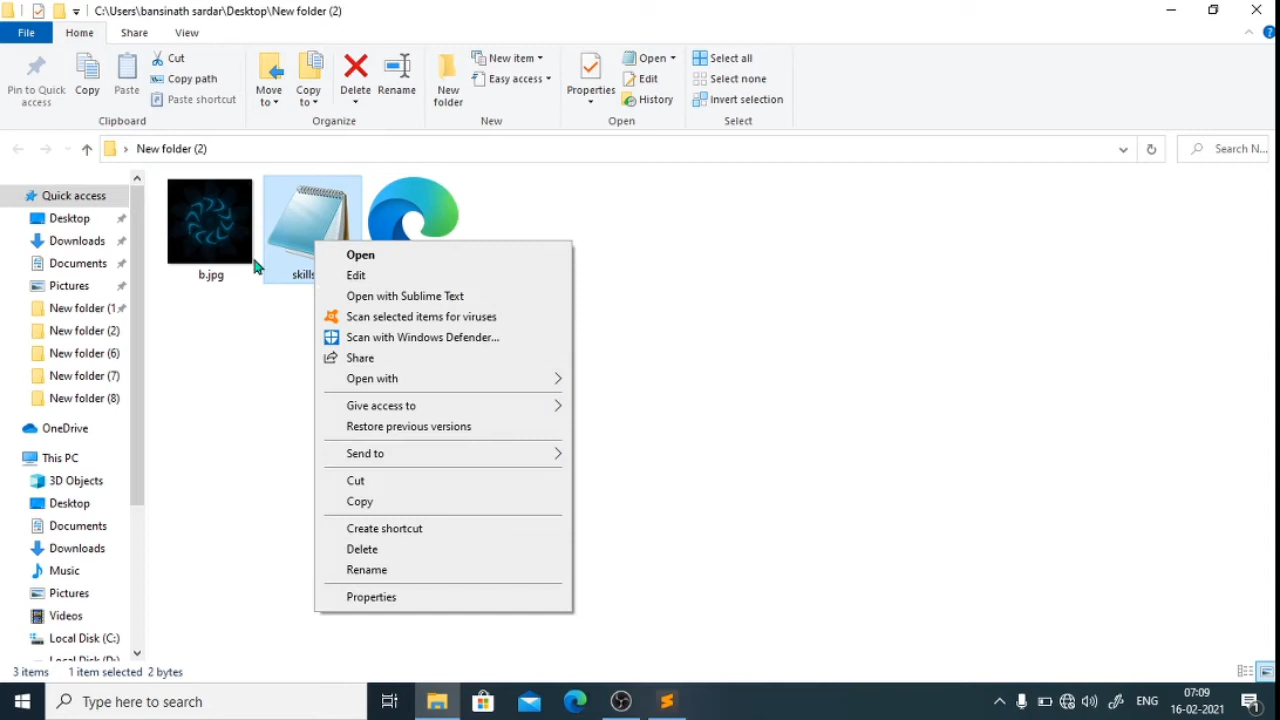 C:\Users\bansinath sardar\Desktop\New folder (2)
File
Home
Share
View
Pin to Quick access
Copy
Paste
Cut
Copy path
Paste shortcut
Clipboard
Move to
Copy to
Delete
Rename
Organize
New folder
New item
Easy access
New
Properties
Open
Edit
History
Open
Select all
Select none
Invert selection
Select
New folder (2)
Search N...
Quick access
Desktop
Downloads
Documents
Pictures
New folder (1
New folder (2)
New folder (6)
New folder (7)
New folder (8)
OneDrive
This PC
3D Objects
Desktop
Documents
Downloads
Music
Pictures
Videos
Local Disk (C:)
Local Disk (D:)
b.jpg
skills
Open
Edit
Open with Sublime Text
Scan selected items for viruses
Scan with Windows Defender...
Share
Open with
Give access to
Restore previous versions
Send to
Cut
Copy
Create shortcut
Delete
Rename
Properties
3 items
1 item selected 2 bytes
Type here to search
ENG
07:09
16-02-2021
1